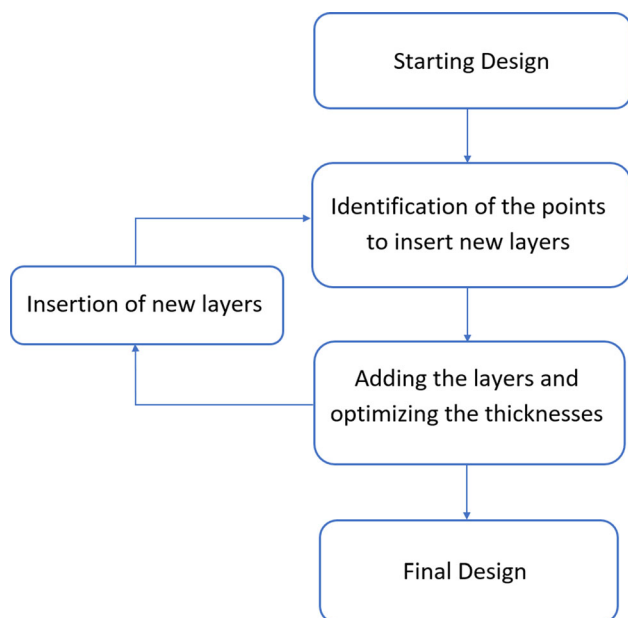 Starting Design
Identification of the points
to insert new layers
Insertion of new layers
Adding the layers and
optimizing the thicknesses
Final Design